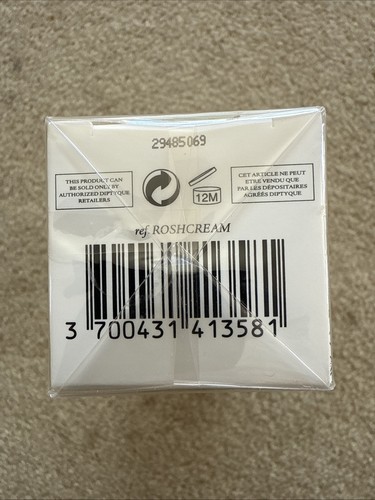 29485069
THIS PRODUCT CAN
BE SOLD ONLY BY
AUTHORIZED DIPTYQUE
RETAILERS
12M
CET ARTICLE NE PEUT
ETRE VENDU QUE
PAR LES DÉPOSITAIRES
AGRÉÉS DIPTYQUE
ref. ROSHCREAM
3 700431 413581